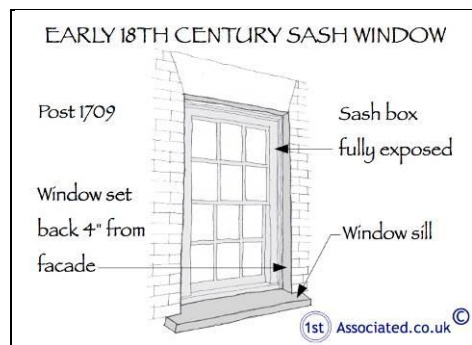 EARLY 18TH CENTURY SASH WINDOW
Post 1709
Sash box
fully exposed
Window set
back 4" from
facade
Window sill
1st Associated.co.uk ©